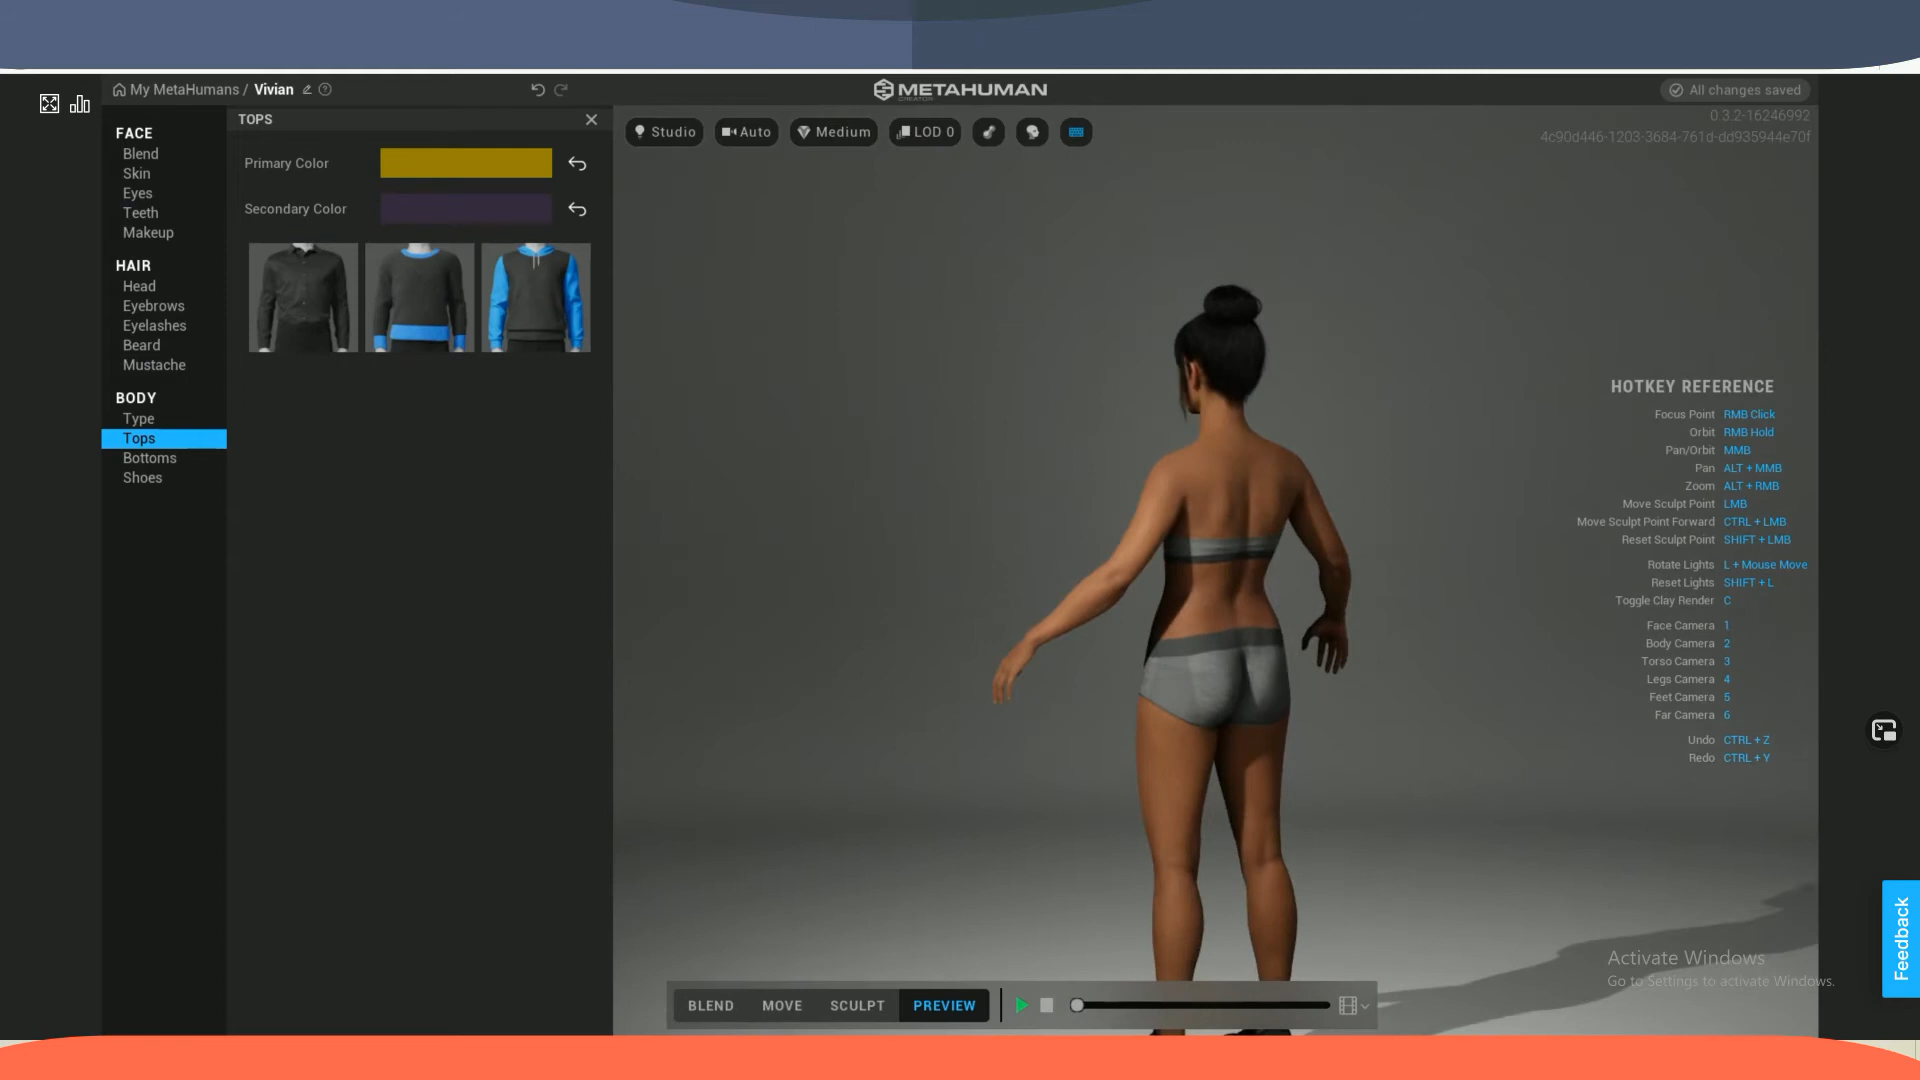 My MetaHumans / Vivian
METAHUMAN
CREATOR
All changes saved
0.3.2-16246992
4c90d446-1203-3684-761d-dd935944e70f
FACE
Blend
Skin
Eyes
Teeth
Makeup
HAIR
Head
Eyebrows
Eyelashes
Beard
Mustache
BODY
Type
Tops
Bottoms
Shoes
TOPS
Primary Color
Secondary Color
Studio
Auto
Medium
LOD 0
HOTKEY REFERENCE
Focus Point RMB Click
Orbit RMB Hold
Pan/Orbit MMB
Pan ALT + MMB
Zoom ALT + RMB
Move Sculpt Point LMB
Move Sculpt Point Forward CTRL + LMB
Reset Sculpt Point SHIFT + LMB
Rotate Lights L + Mouse Move
Reset Lights SHIFT + L
Toggle Clay Render C
Face Camera 1
Body Camera 2
Torso Camera 3
Legs Camera 4
Feet Camera 5
Far Camera 6
Undo CTRL + Z
Redo CTRL + Y
Feedback
Activate Windows
Go to Settings to activate Windows.
BLEND MOVE SCULPT PREVIEW